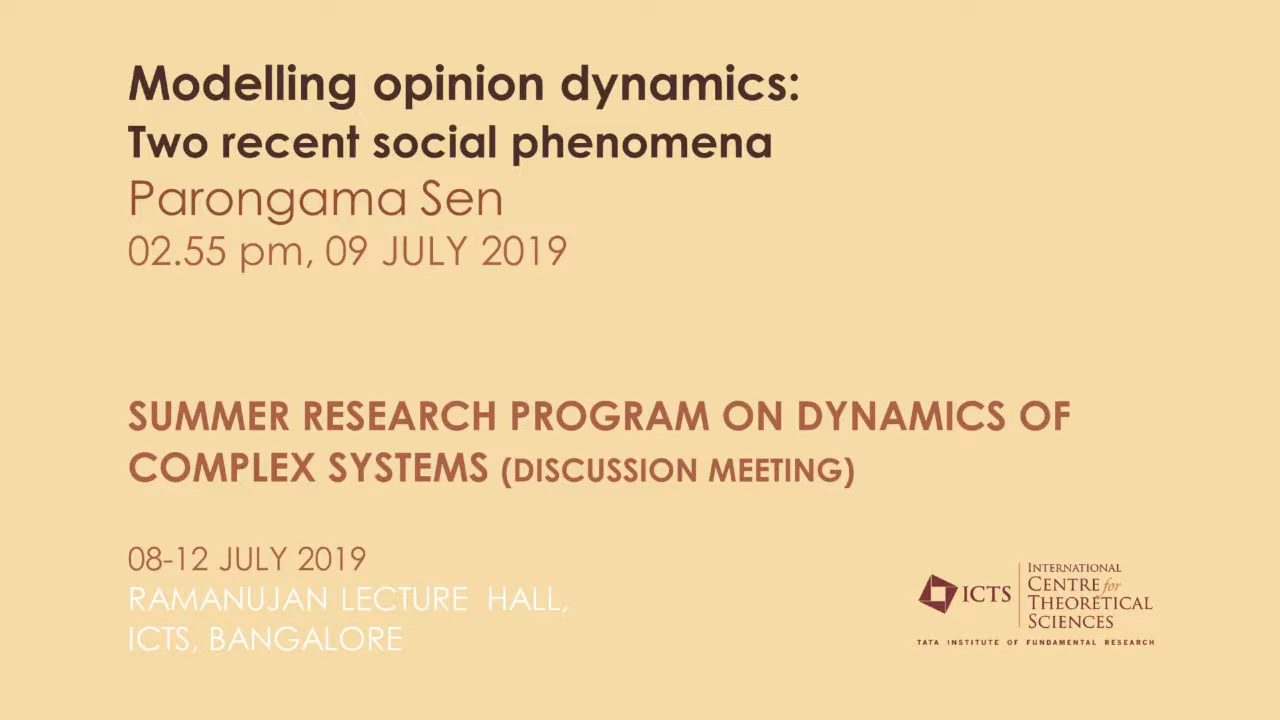 Modelling opinion dynamics:
Two recent social phenomena
Parongama Sen
02.55 pm, 09 JULY 2019
SUMMER RESEARCH PROGRAM ON DYNAMICS OF
COMPLEX SYSTEMS (DISCUSSION MEETING)
08-12 JULY 2019
RAMANUJAN LECTURE HALL,
ICTS, BANGALORE
ICTS
INTERNATIONAL
CENTRE for
THEORETICAL
SCIENCES
TATA INSTITUTE OF FUNDAMENTAL RESEARCH